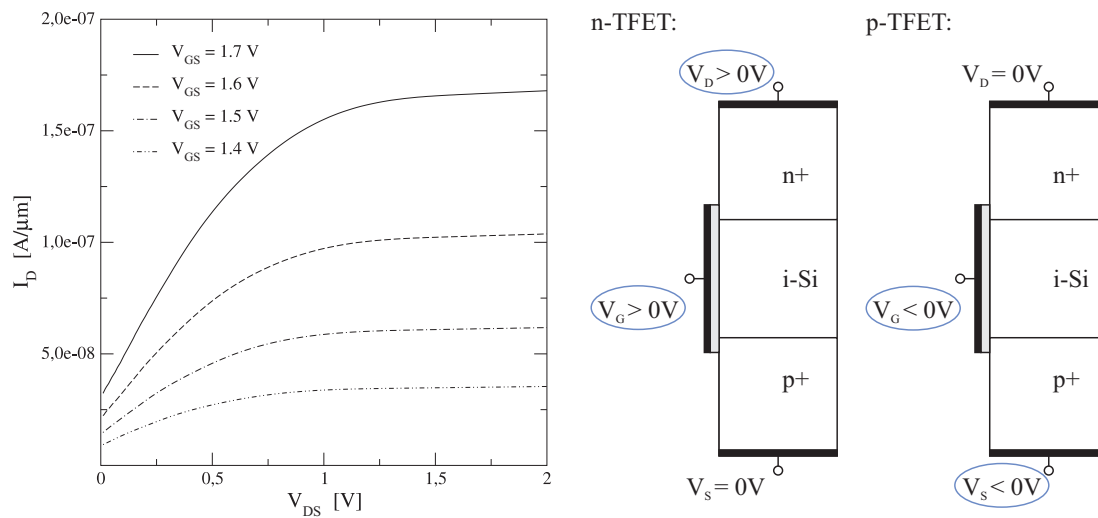 2,0e-07
1,5e-07
1,0e-07
5,0e-08
I_D [A/μm]
V_GS = 1.7 V
V_GS = 1.6 V
V_GS = 1.5 V
V_GS = 1.4 V
0 0,5 1 1,5 2
V_DS [V]
n-TFET:
V_D > 0V
n+
i-Si
V_G > 0V
p+
V_S = 0V
p-TFET:
V_D = 0V
n+
i-Si
V_G < 0V
p+
V_S < 0V